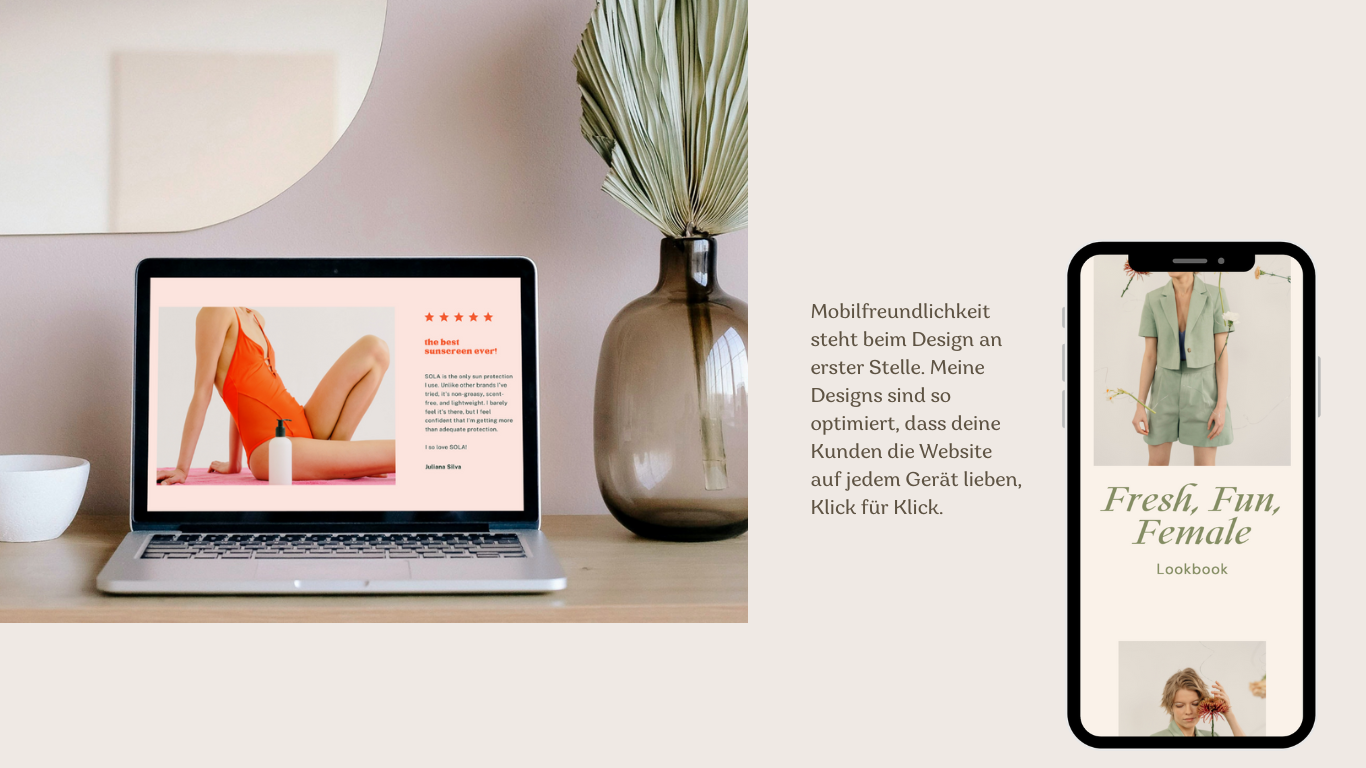 the best
sunscreen ever!
SOLA is the only sun protection
I use. Unlike other brands I've
tried, it's non-greasy, scent-
free, and lightweight. I barely
feel it's there, but I feel
confident that I'm getting more
than adequate protection.
I so love SOLA!
Juliana Silva
Mobilfreundlichkeit
steht beim Design an
erster Stelle. Meine
Designs sind so
optimiert, dass deine
Kunden die Website
auf jedem Gerät lieben,
Klick für Klick.
Fresh, Fun,
Female
Lookbook